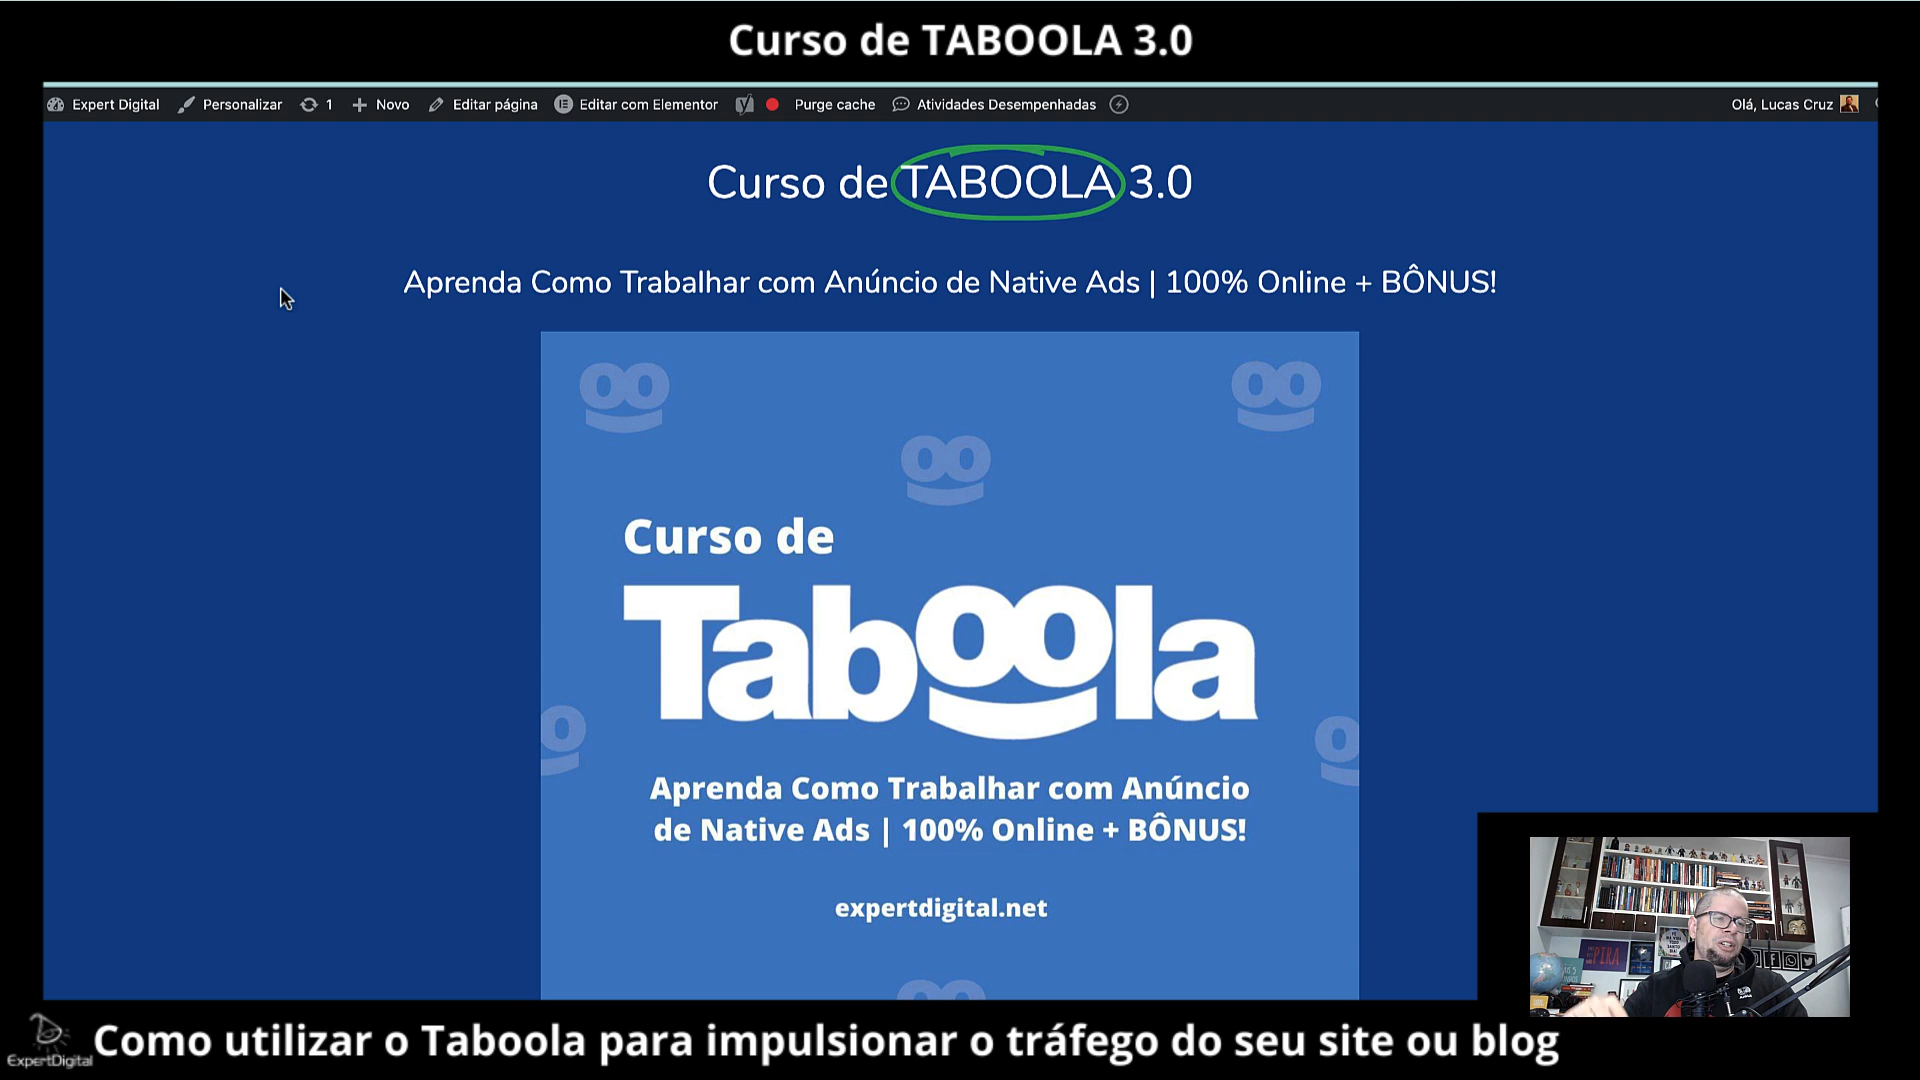 Curso de TABOOLA 3.0
Expert Digital Personalizar 1 Novo Editar página Editar com Elementor Purge cache Atividades Desempenhadas Olá, Lucas Cruz
Curso de TABOOLA 3.0
Aprenda Como Trabalhar com Anúncio de Native Ads | 100% Online + BÔNUS!
Curso de
Taboola
Aprenda Como Trabalhar com Anúncio
de Native Ads | 100% Online + BÔNUS!
expertdigital.net
PIRA
ExpertDigital
Como utilizar o Taboola para impulsionar o tráfego do seu site ou blog